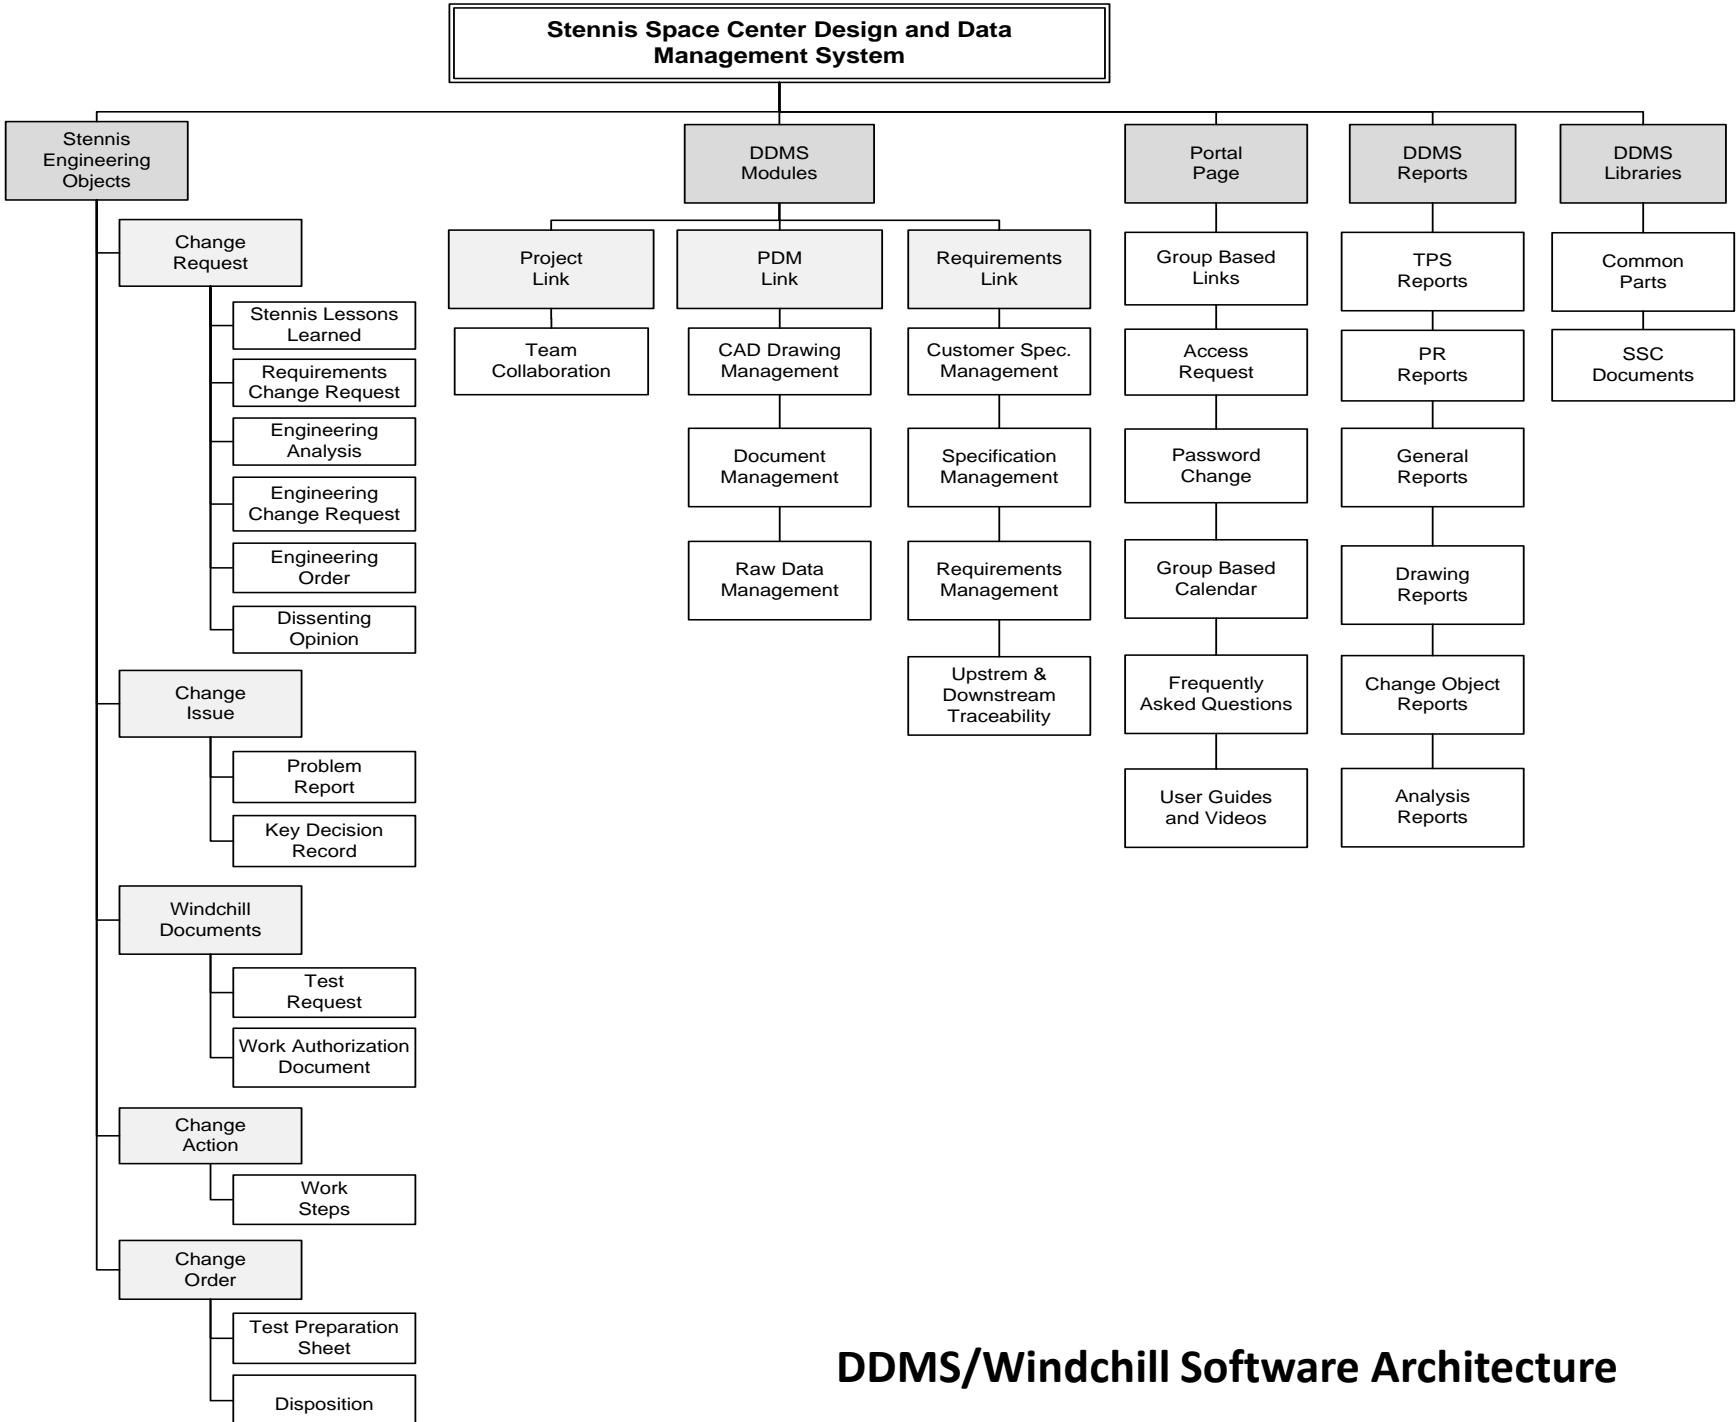 Stennis Space Center Design and Data
Management System
Stennis
Engineering
Objects
Change
Request
Stennis Lessons
Learned
Requirements
Change Request
Engineering
Analysis
Engineering
Change Request
Engineering
Order
Dissenting
Opinion
Change
Issue
Problem
Report
Key Decision
Record
Windchill
Documents
Test
Request
Work Authorization
Document
Change
Action
Work
Steps
Change
Order
Test Preparation
Sheet
Disposition
DDMS
Modules
Project
Link
Team
Collaboration
PDM
Link
CAD Drawing
Management
Document
Management
Raw Data
Management
Requirements
Link
Customer Spec.
Management
Specification
Management
Requirements
Management
Upstrem &
Downstream
Traceability
Portal
Page
Group Based
Links
Access
Request
Password
Change
Group Based
Calendar
Frequently
Asked Questions
User Guides
and Videos
DDMS
Reports
TPS
Reports
PR
Reports
General
Reports
Drawing
Reports
Change Object
Reports
Analysis
Reports
DDMS
Libraries
Common
Parts
SSC
Documents
DDMS/Windchill Software Architecture